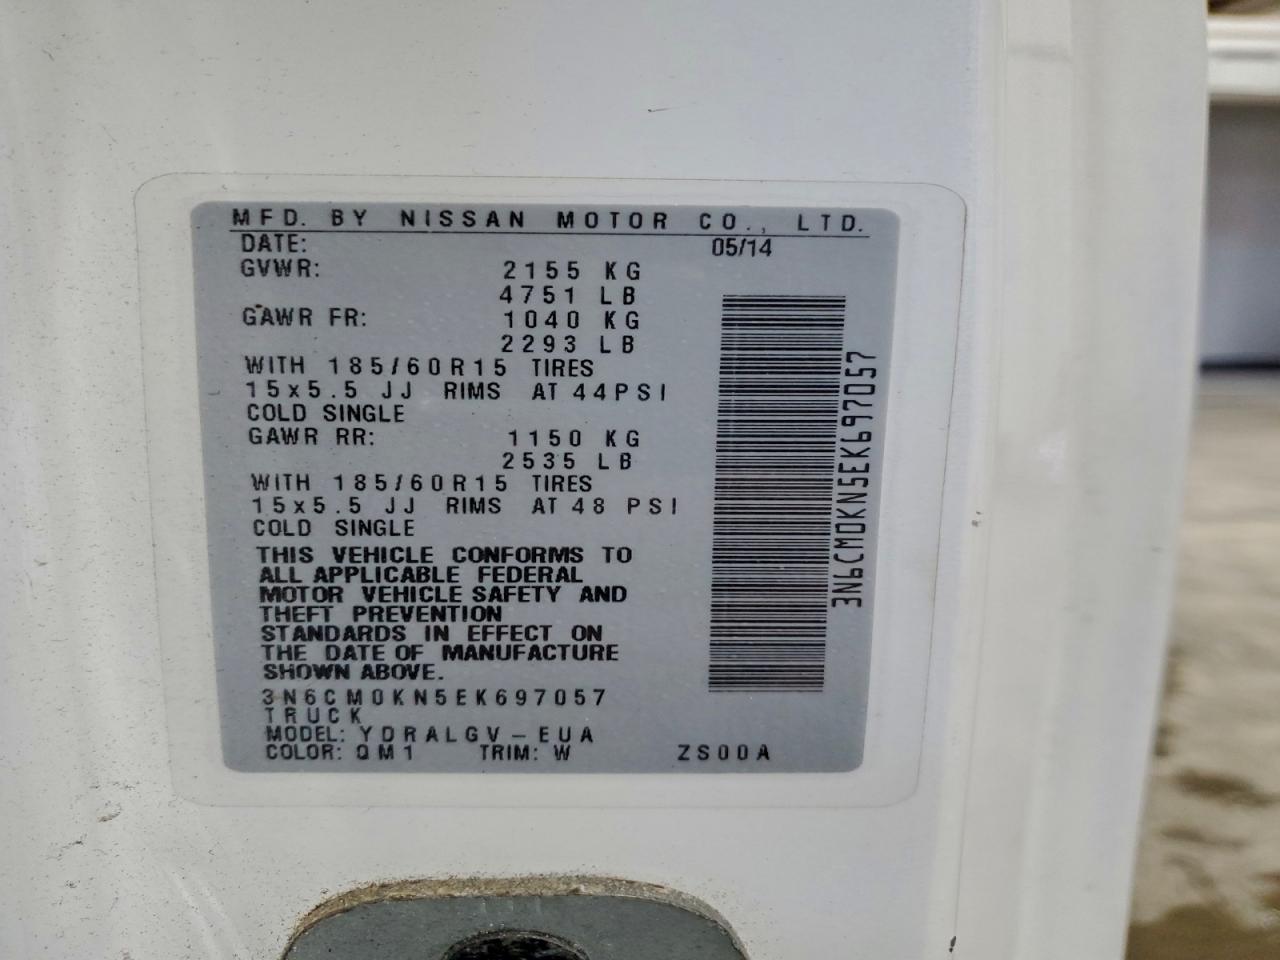 MFD. BY NISSAN MOTOR CO., LTD.
DATE: 05/14
GVWR: 2155 KG
4751 LB
GAWR FR: 1040 KG
2293 LB
WITH 185/60R15 TIRES
15x5.5 JJ RIMS AT 44PSI
COLD SINGLE
GAWR RR: 1150 KG
2535 LB
WITH 185/60R15 TIRES
15x5.5 JJ RIMS AT 48 PSI
COLD SINGLE
THIS VEHICLE CONFORMS TO
ALL APPLICABLE FEDERAL
MOTOR VEHICLE SAFETY AND
THEFT PREVENTION
STANDARDS IN EFFECT ON
THE DATE OF MANUFACTURE
SHOWN ABOVE.
3N6CM0KN5EK697057
TRUCK
MODEL: YDRALGV-EUA
COLOR: QM1 TRIM: W ZS00A
3N6CM0KN5EK697057